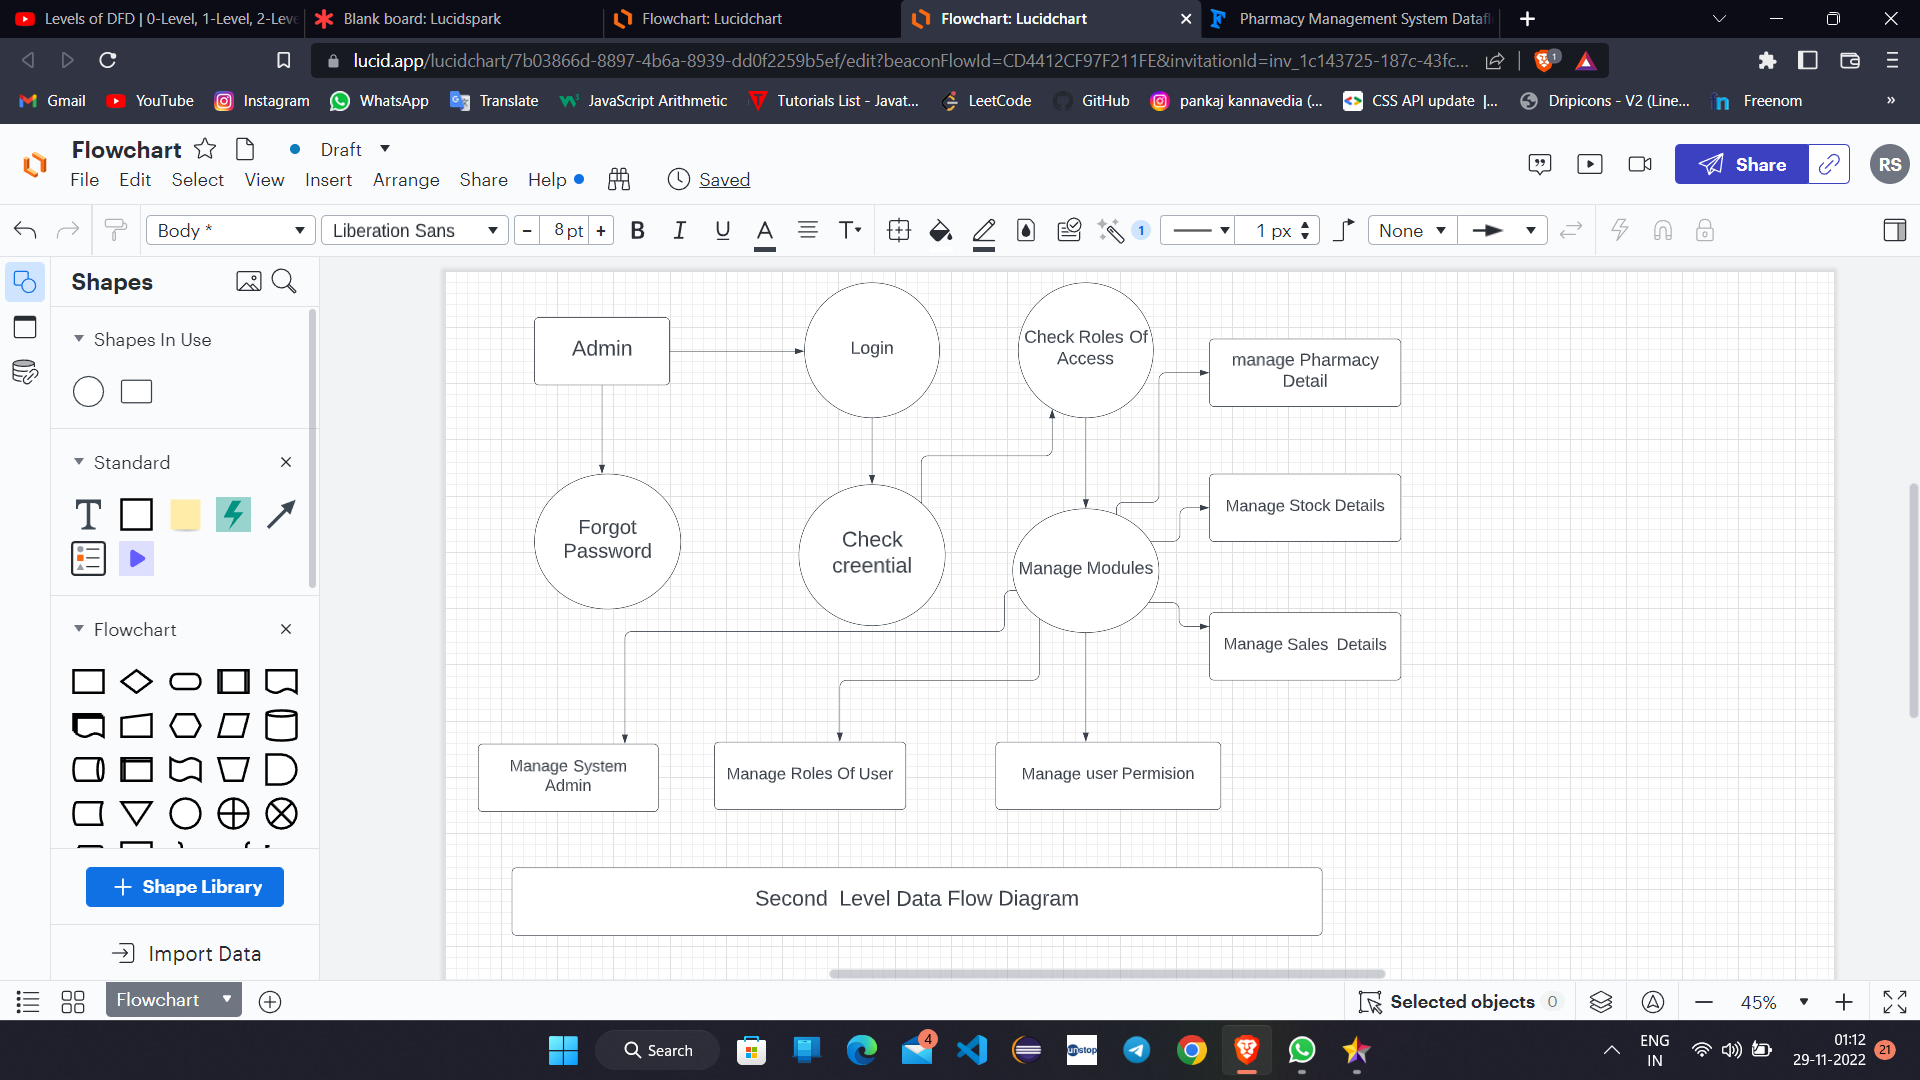 Levels of DFD | 0-Level, 1-Level, 2-Leve
Blank board: Lucidspark
Flowchart: Lucidchart
Flowchart: Lucidchart
Pharmacy Management System Datafl
lucid.app/lucidchart/7b03866d-8897-4b6a-8939-dd0f2259b5ef/edit?beaconFlowId=CD4412CF97F211FE&invitationId=inv_1c143725-187c-43fc...
1
Gmail
YouTube
Instagram
WhatsApp
Translate
JavaScript Arithmetic
Tutorials List - Javat...
LeetCode
GitHub
pankaj kannavedia (...
CSS API update |...
Dripicons - V2 (Line...
Freenom
»
Flowchart
Draft
Share
RS
File
Edit
Select
View
Insert
Arrange
Share
Help
Saved
Body *
Liberation Sans
- 8 pt +
B
I
U
A
T
1
1 px
None
Shapes
Shapes In Use
Standard
T
Flowchart
Shape Library
Import Data
Admin
Login
Check Roles Of
Access
manage Pharmacy
Detail
Forgot
Password
Check
creential
Manage Modules
Manage Stock Details
Manage Sales  Details
Manage System
Admin
Manage Roles Of User
Manage user Permision
Second  Level Data Flow Diagram
Flowchart
Selected objects 0
45%
Search
4
unstop
ENG
IN
01:12
29-11-2022
21